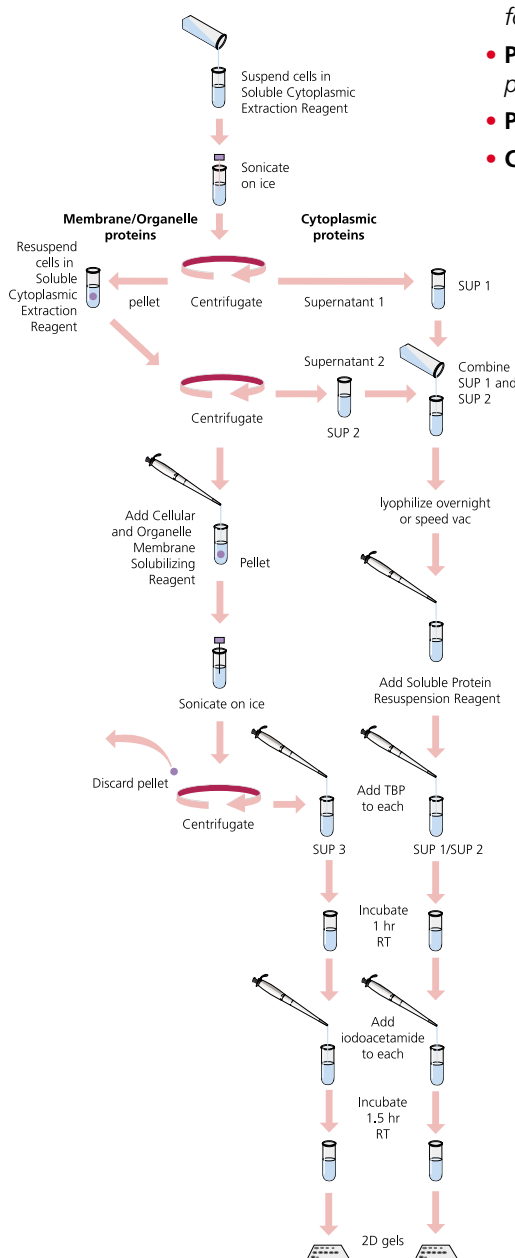 • P
• P
• C
Suspend cells in
Soluble Cytoplasmic
Extraction Reagent
Sonicate
on ice
Membrane/Organelle
proteins
Cytoplasmic
proteins
Resuspend
cells in
Soluble
Cytoplasmic
Extraction
Reagent
pellet
Centrifugate
Supernatant 1
SUP 1
Supernatant 2
Combine
SUP 1 and
SUP 2
Centrifugate
SUP 2
lyophilize overnight
or speed vac
Add Cellular
and Organelle
Membrane
Solubilizing
Reagent
Pellet
Sonicate on ice
Add Soluble Protein
Resuspension Reagent
Discard pellet
Centrifugate
Add TBP
to each
SUP 3
SUP 1/SUP 2
Incubate
1 hr
RT
Add
iodoacetamide
to each
Incubate
1.5 hr
RT
2D gels